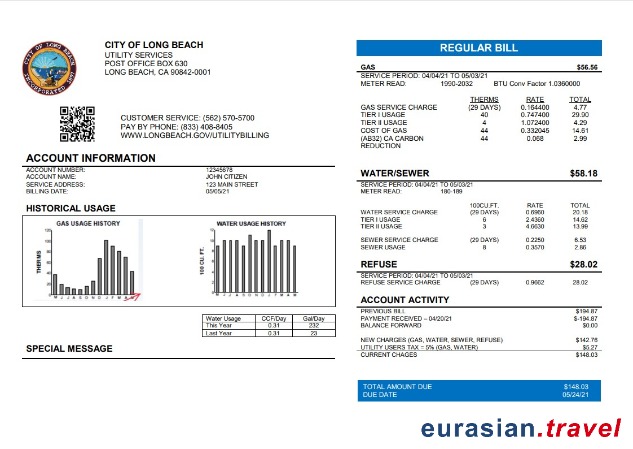 CITY OF LONG BEACH
UTILITY SERVICES
POST OFFICE BOX 630
LONG BEACH, CA 90842-0001
CUSTOMER SERVICE: (562) 570-5700
PAY BY PHONE: (833) 408-8405
WWW.LONGBEACH.GOV/UTILITYBILLING
ACCOUNT INFORMATION
ACCOUNT NUMBER: 12345678
ACCOUNT NAME: JOHN CITIZEN
SERVICE ADDRESS: 123 MAIN STREET
BILLING DATE: 05/05/21
HISTORICAL USAGE
GAS USAGE HISTORY
THERMS
WATER USAGE HISTORY
100 CU. FT.
Water Usage CCF/Day Gal/Day
This Year 0.31 232
Last Year 0.31 23
SPECIAL MESSAGE
REGULAR BILL
GAS $56.56
SERVICE PERIOD: 04/04/21 TO 05/03/21
METER READ: 1990-2032 BTU Conv Factor 1.0360000
THERMS RATE TOTAL
GAS SERVICE CHARGE (29 DAYS) 0.164400 4.77
TIER I USAGE 40 0.747400 29.90
TIER II USAGE 4 1.072400 4.29
COST OF GAS 44 0.332045 14.61
(AB32) CA CARBON 44 0.068 2.99
REDUCTION
WATER/SEWER $58.18
SERVICE PERIOD: 04/04/21 TO 05/03/21
METER READ: 180-189
100CU.FT. RATE TOTAL
WATER SERVICE CHARGE (29 DAYS) 0.6960 20.18
TIER I USAGE 6 2.4360 14.62
TIER II USAGE 3 4.6630 13.99
SEWER SERVICE CHARGE (29 DAYS) 0.2250 6.53
SEWER USAGE 8 0.3570 2.86
REFUSE $28.02
SERVICE PERIOD: 04/04/21 TO 05/03/21
REFUSE SERVICE CHARGE (29 DAYS) 0.9662 28.02
ACCOUNT ACTIVITY
PREVIOUS BILL $194.87
PAYMENT RECEIVED – 04/20/21 $-194.87
BALANCE FORWARD $0.00
NEW CHARGES (GAS, WATER, SEWER, REFUSE) $142.76
UTILITY USERS TAX = 5% (GAS, WATER) $5.27
CURRENT CHAGES $148.03
TOTAL AMOUNT DUE $148.03
DUE DATE 05/24/21
eurasian.travel